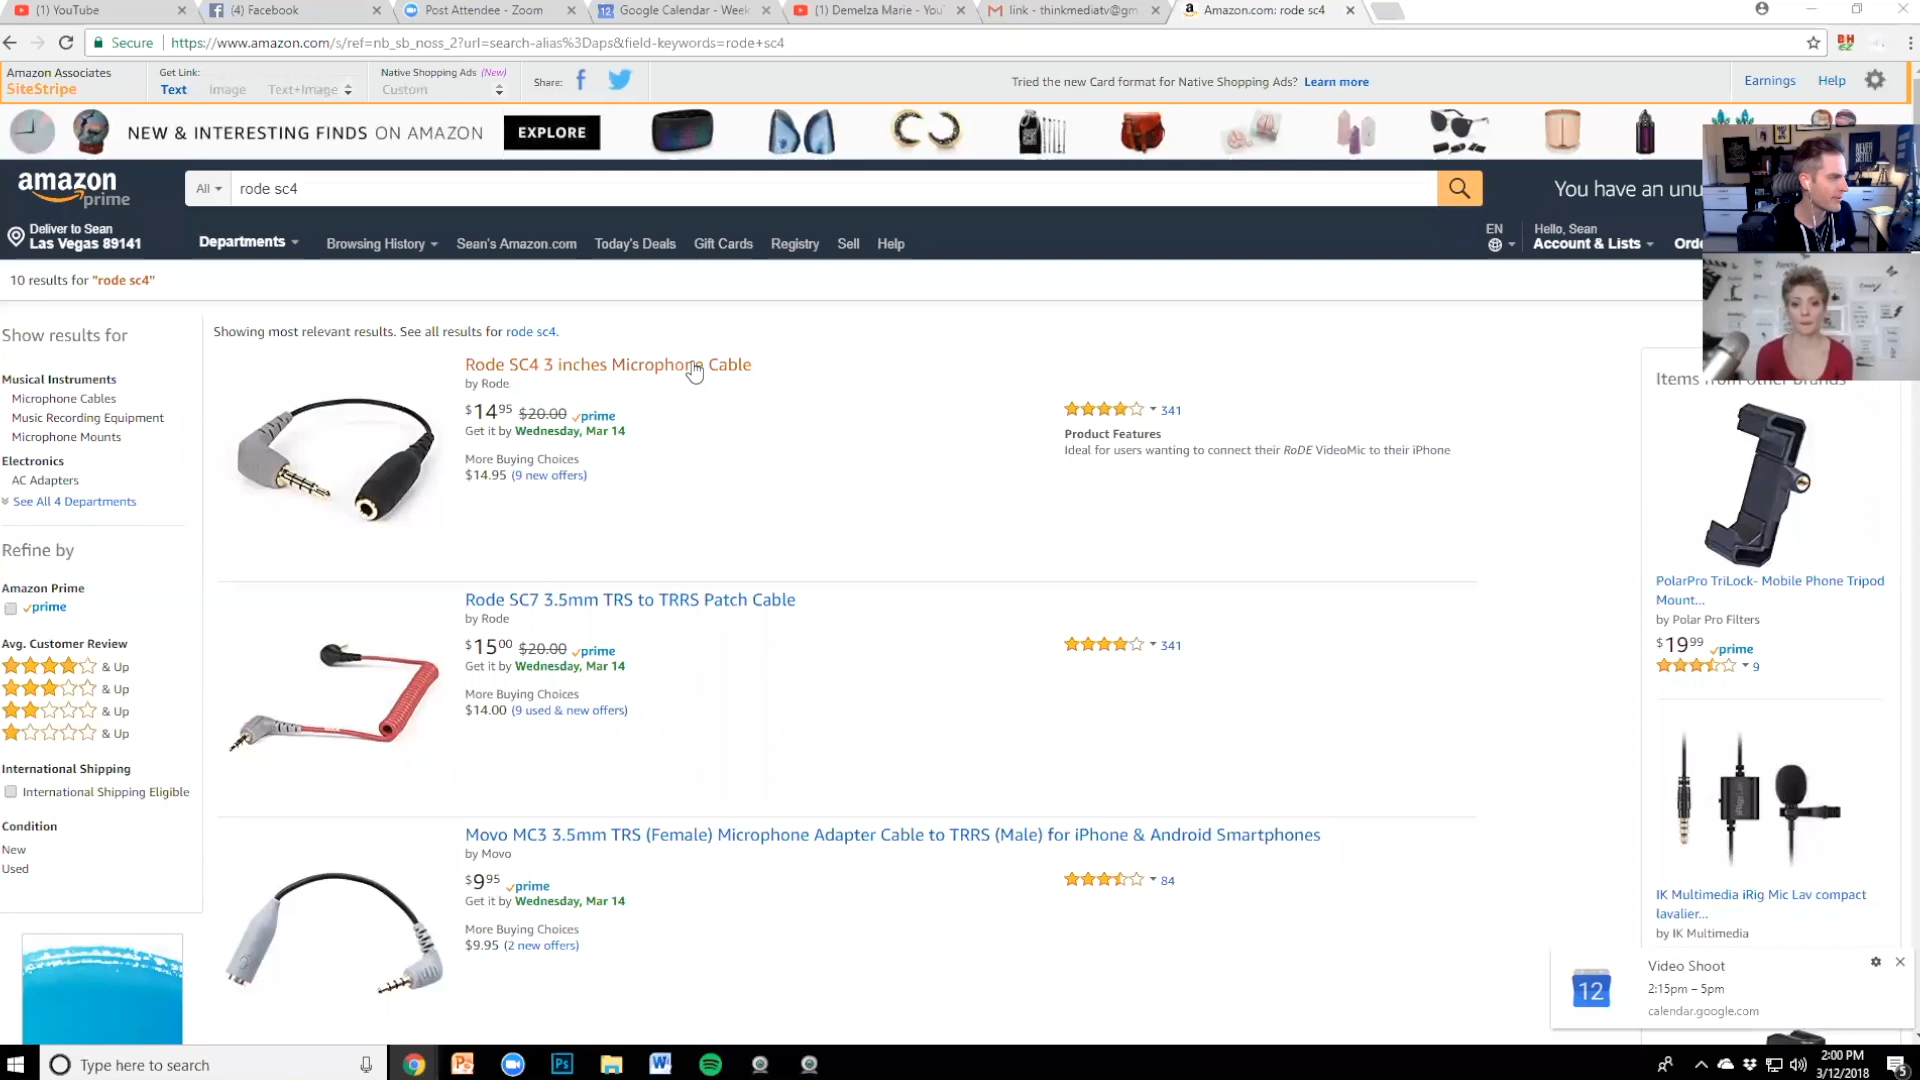 (1) YouTube
(4) Facebook
Post Attendee - Zoom
Google Calendar - Week
(1) Demelza Marie - You
link - thinkmediatv@gm
Amazon.com: rode sc4
Secure
https://www.amazon.com/s/ref=nb_sb_noss_2?url=search-alias%3Daps&field-keywords=rode+sc4
Amazon Associates
SiteStripe
Get Link:
Text
Image
Text+Image
Native Shopping Ads (New)
Custom
Share:
Tried the new Card format for Native Shopping Ads? Learn more
Earnings
Help
NEW & INTERESTING FINDS ON AMAZON
EXPLORE
amazon
prime
All
rode sc4
You have an unu
Deliver to Sean
Las Vegas 89141
Departments
Browsing History
Sean's Amazon.com
Today's Deals
Gift Cards
Registry
Sell
Help
EN
Hello, Sean
Account & Lists
Ord
10 results for "rode sc4"
Show results for
Musical Instruments
Microphone Cables
Music Recording Equipment
Microphone Mounts
Electronics
AC Adapters
See All 4 Departments
Refine by
Amazon Prime
prime
Avg. Customer Review
& Up
& Up
& Up
& Up
International Shipping
International Shipping Eligible
Condition
New
Used
Showing most relevant results. See all results for rode sc4.
Rode SC4 3 inches Microphone Cable
by Rode
$14.95 $20.00 prime
Get it by Wednesday, Mar 14
More Buying Choices
$14.95 (9 new offers)
341
Product Features
Ideal for users wanting to connect their RoDE VideoMic to their iPhone
Rode SC7 3.5mm TRS to TRRS Patch Cable
by Rode
$15.00 $20.00 prime
Get it by Wednesday, Mar 14
More Buying Choices
$14.00 (9 used & new offers)
341
Movo MC3 3.5mm TRS (Female) Microphone Adapter Cable to TRRS (Male) for iPhone & Android Smartphones
by Movo
$9.95 prime
Get it by Wednesday, Mar 14
More Buying Choices
$9.95 (2 new offers)
84
Items from other brands
PolarPro TriLock- Mobile Phone Tripod
Mount...
by Polar Pro Filters
$19.99 prime
9
IK Multimedia iRig Mic Lav compact
lavalier...
by IK Multimedia
12
Video Shoot
2:15pm – 5pm
calendar.google.com
Type here to search
2:00 PM
3/12/2018
5